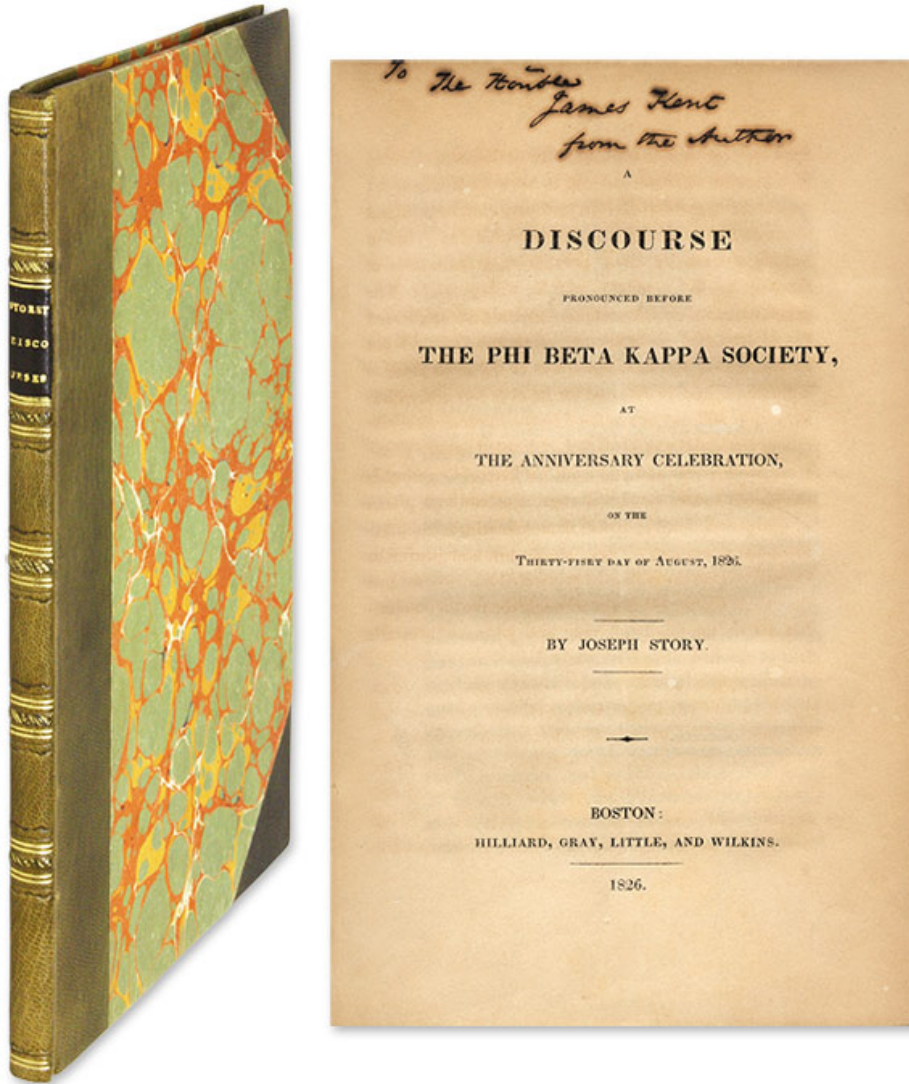 STORY'S
DISCO
URSES
To The Honble
James Kent
from the Author
A
DISCOURSE
PRONOUNCED BEFORE
THE PHI BETA KAPPA SOCIETY,
AT
THE ANNIVERSARY CELEBRATION,
ON THE
THIRTY-FISRT DAY OF AUGUST, 1826.
BY JOSEPH STORY.
BOSTON:
HILLIARD, GRAY, LITTLE, AND WILKINS.
1826.